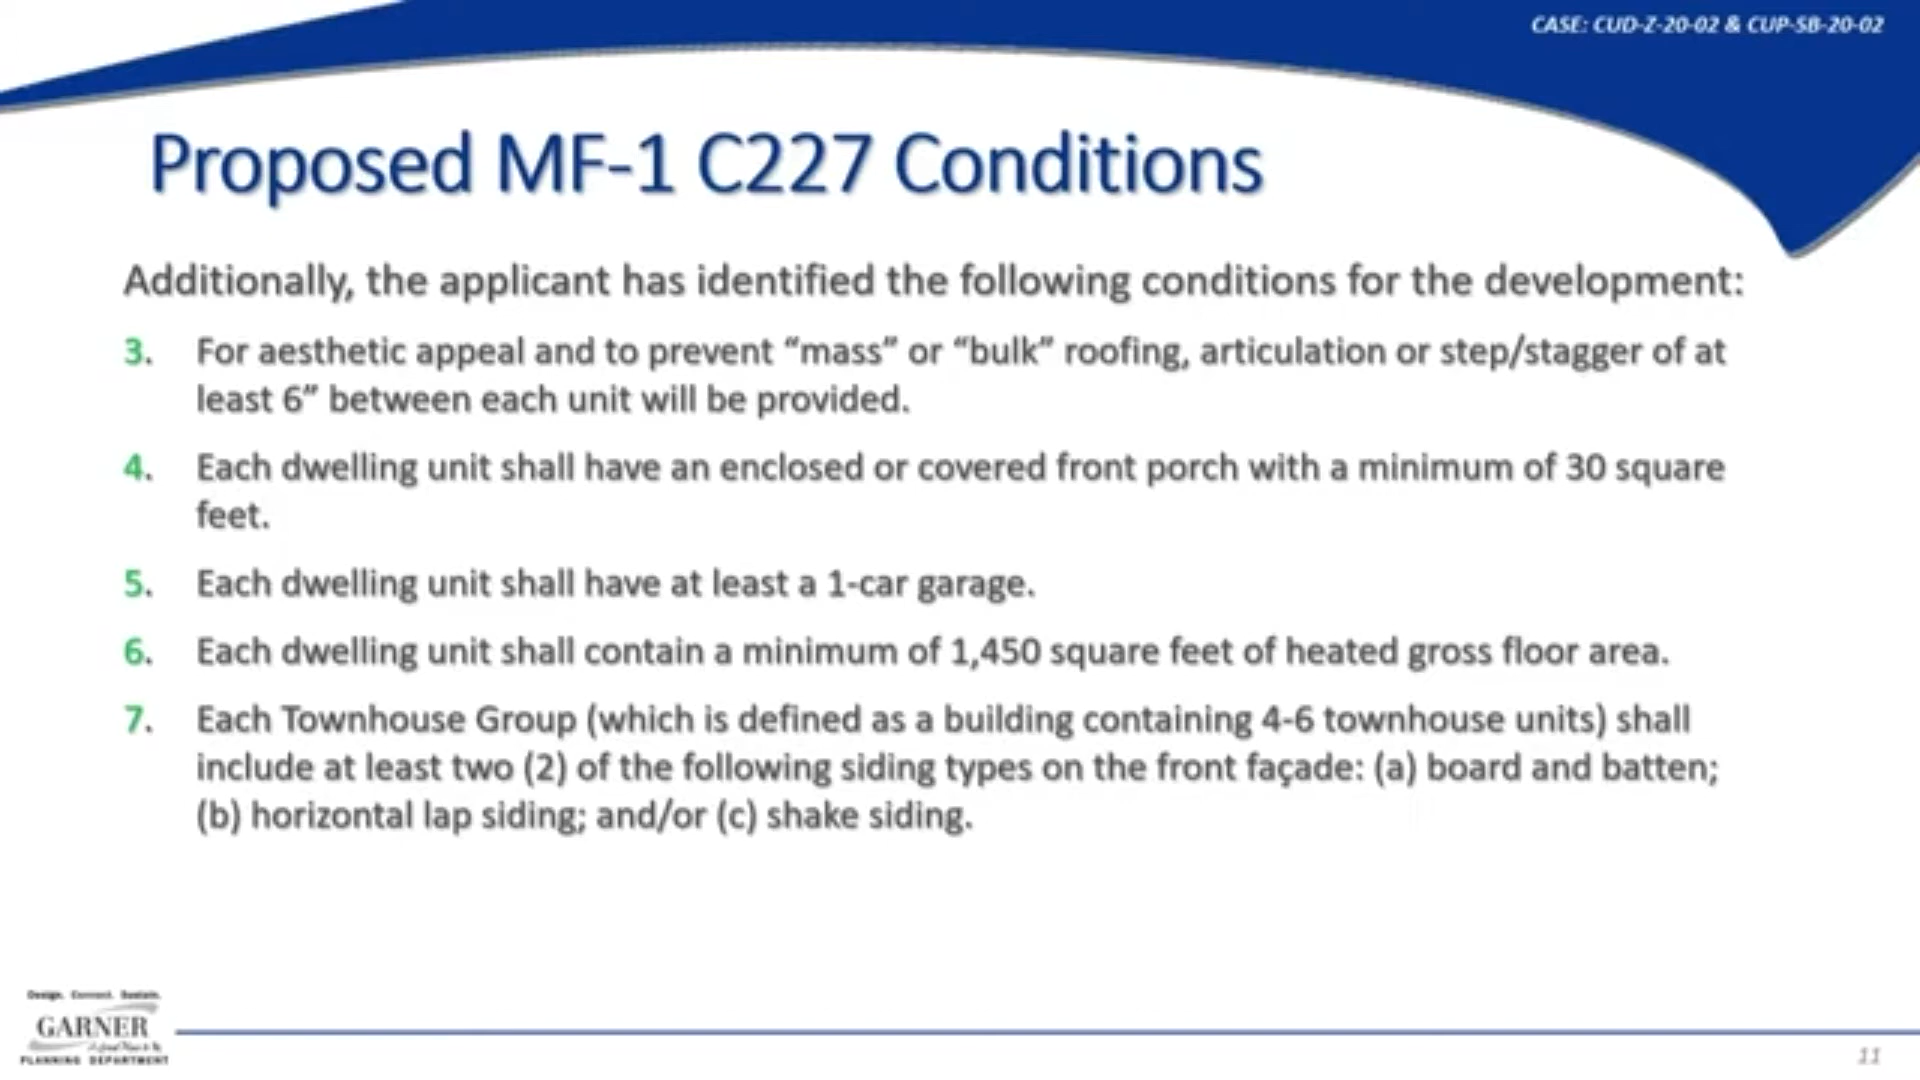 CASE: CUD-Z-20-02 & CUP-SB-20-02
Proposed MF-1 C227 Conditions
Additionally, the applicant has identified the following conditions for the development:
3. For aesthetic appeal and to prevent “mass” or “bulk” roofing, articulation or step/stagger of at
least 6” between each unit will be provided.
4. Each dwelling unit shall have an enclosed or covered front porch with a minimum of 30 square
feet.
5. Each dwelling unit shall have at least a 1-car garage.
6. Each dwelling unit shall contain a minimum of 1,450 square feet of heated gross floor area.
7. Each Townhouse Group (which is defined as a building containing 4-6 townhouse units) shall
include at least two (2) of the following siding types on the front façade: (a) board and batten;
(b) horizontal lap siding; and/or (c) shake siding.
Design. Connect. Sustain.
GARNER
PLANNING DEPARTMENT
11